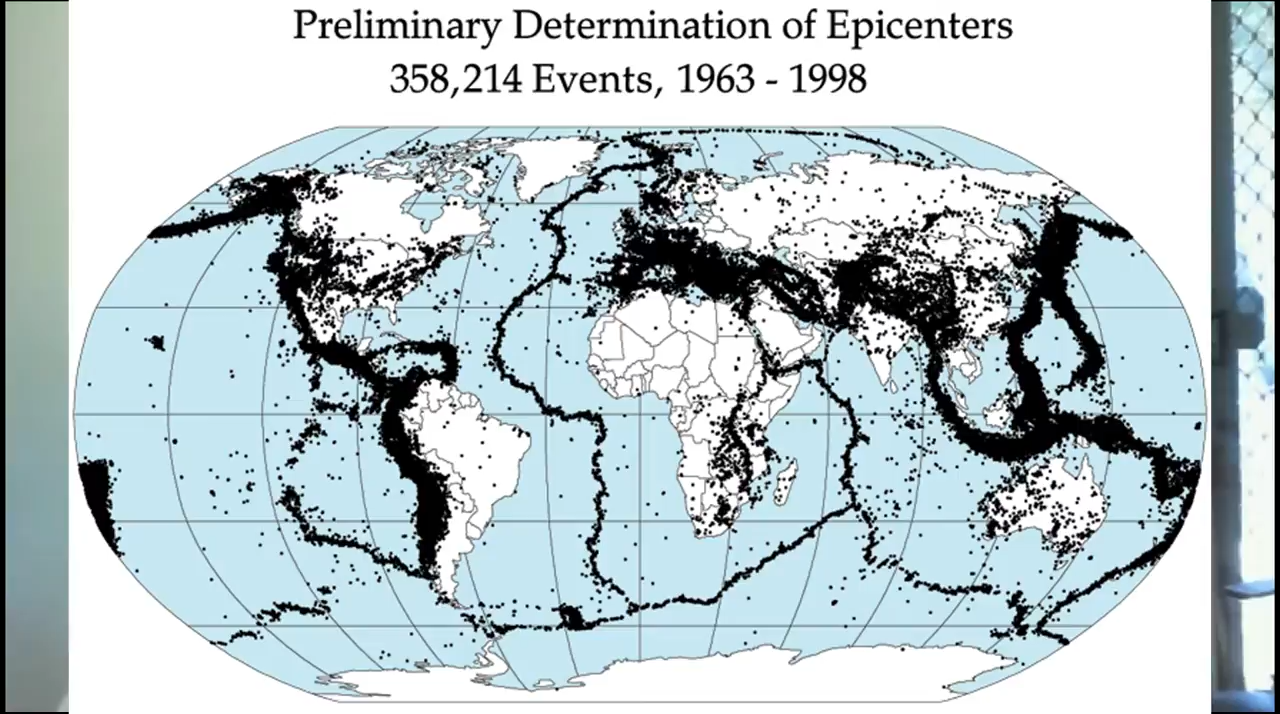 Preliminary Determination of Epicenters
358,214 Events, 1963 - 1998